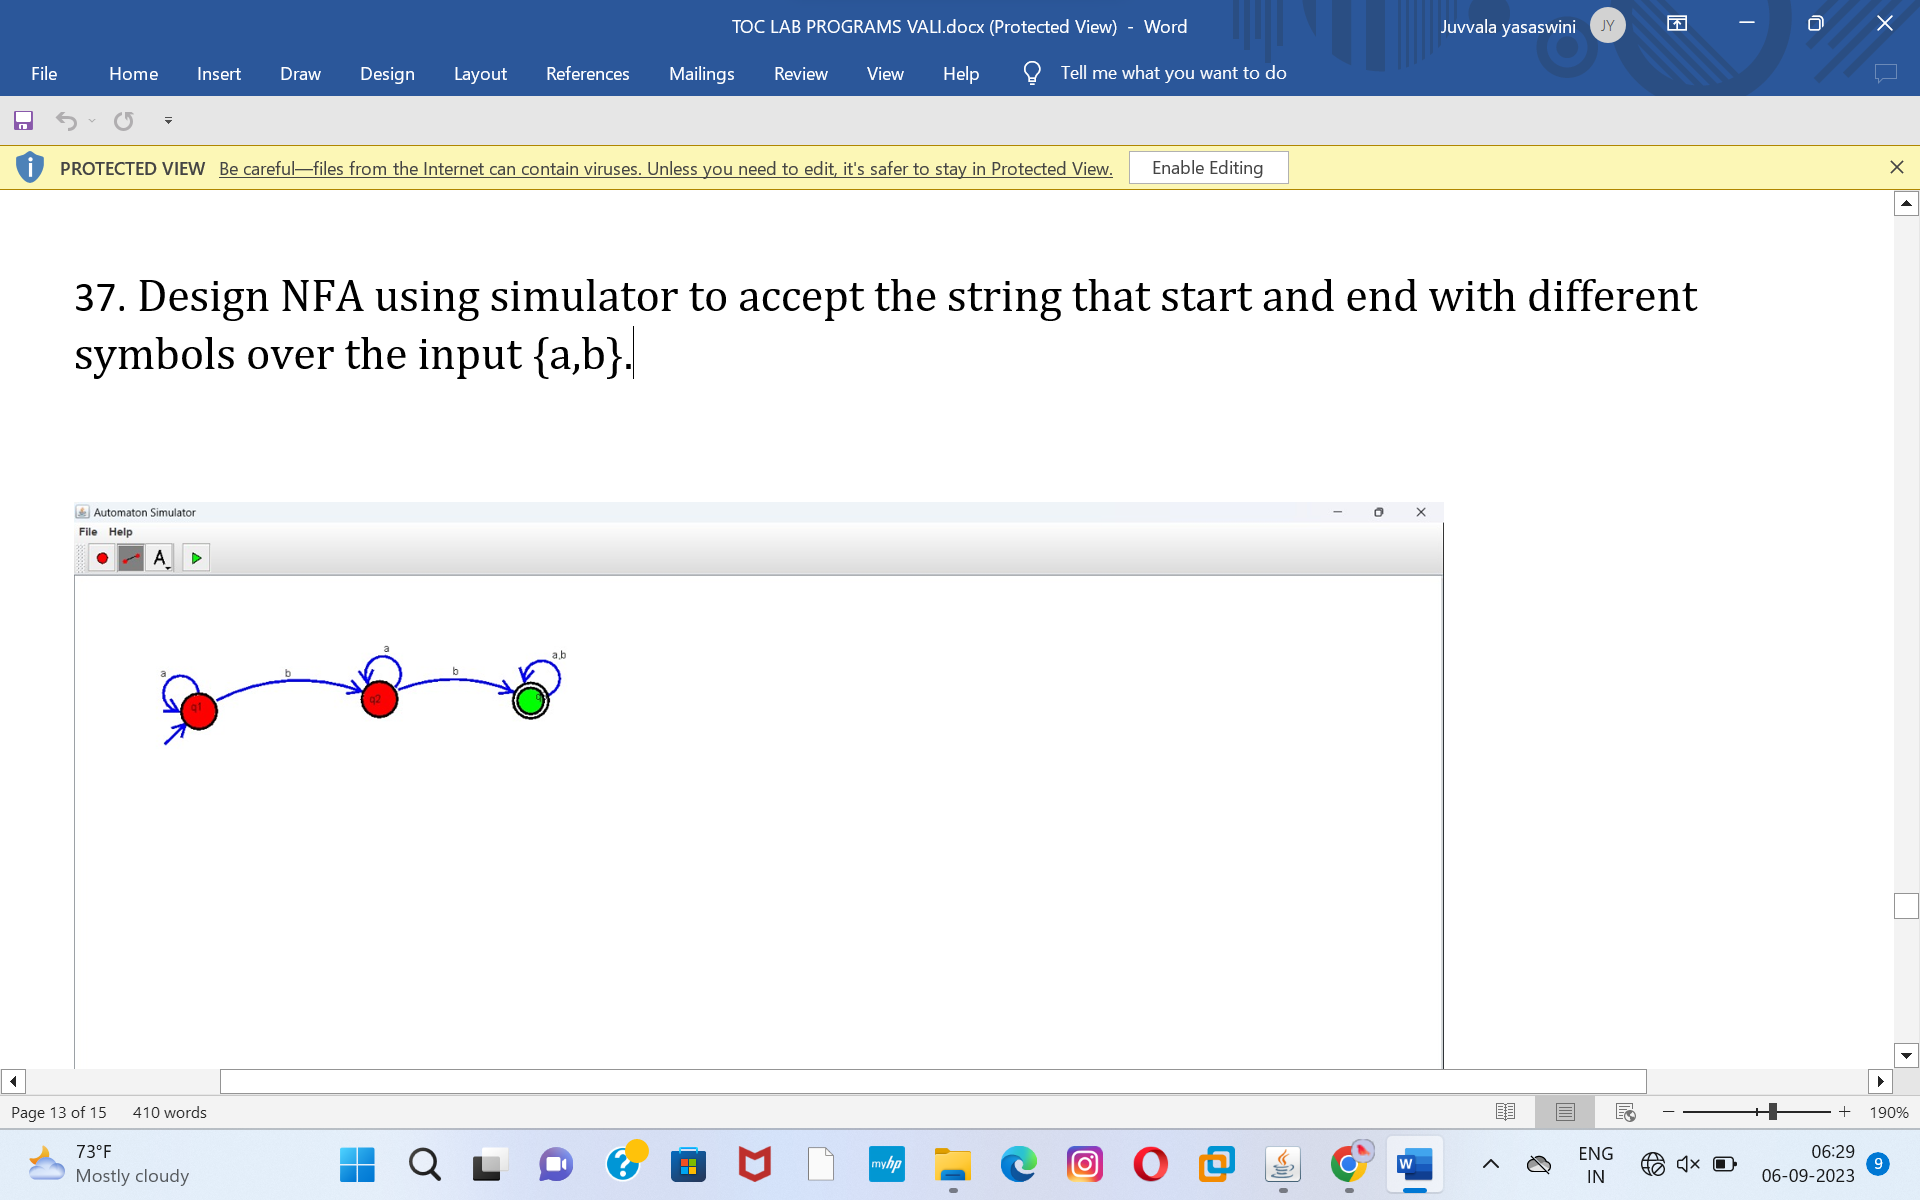 TOC LAB PROGRAMS VALI.docx (Protected View) - Word
Juvvala yasaswini JY
File Home Insert Draw Design Layout References Mailings Review View Help Tell me what you want to do
PROTECTED VIEW Be careful—files from the Internet can contain viruses. Unless you need to edit, it's safer to stay in Protected View. Enable Editing
37. Design NFA using simulator to accept the string that start and end with different
symbols over the input {a,b}.
Automaton Simulator
File Help
A
a b a b a,b
q1 q2
Page 13 of 15 410 words 190%
73°F
Mostly cloudy
myhp
W
ENG
IN
06:29
06-09-2023
9